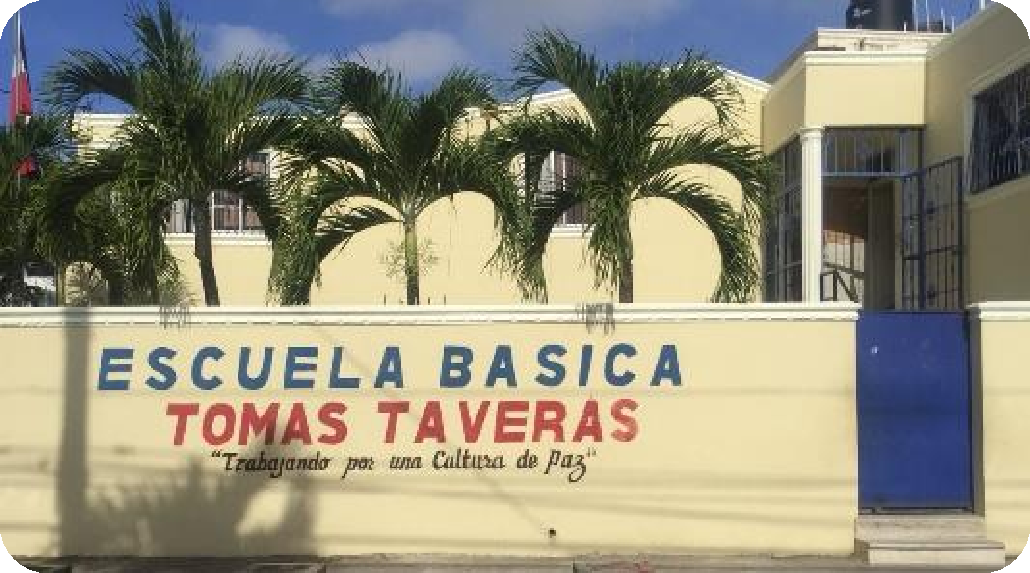 ESCUELA BASICA
TOMAS TAVERAS
"Trabajando por una Cultura de Paz"